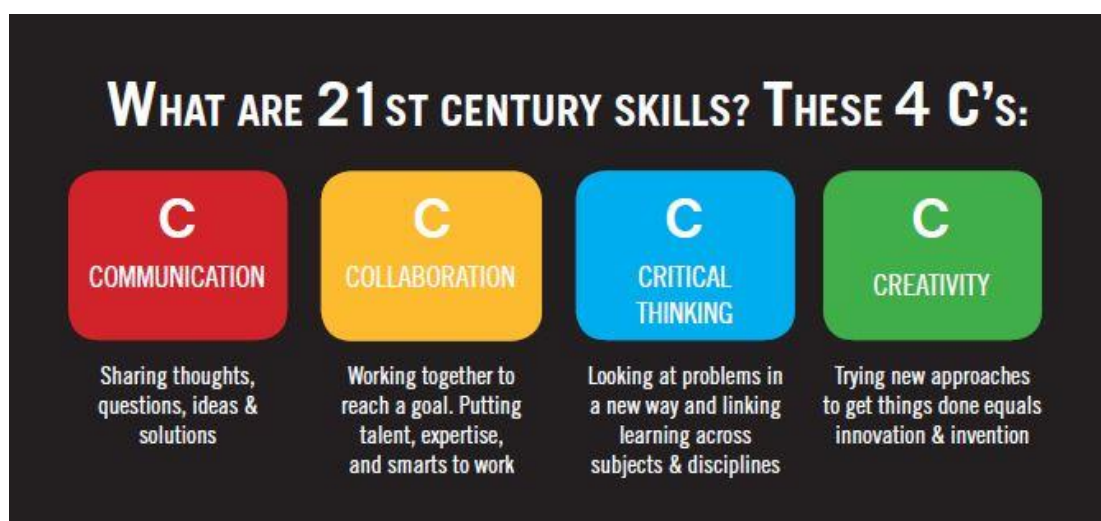 WHAT ARE 21ST CENTURY SKILLS? THESE 4 C'S:
C
COMMUNICATION
Sharing thoughts,
questions, ideas &
solutions
C
COLLABORATION
Working together to
reach a goal. Putting
talent, expertise,
and smarts to work
C
CRITICAL
THINKING
Looking at problems in
a new way and linking
learning across
subjects & disciplines
C
CREATIVITY
Trying new approaches
to get things done equals
innovation & invention